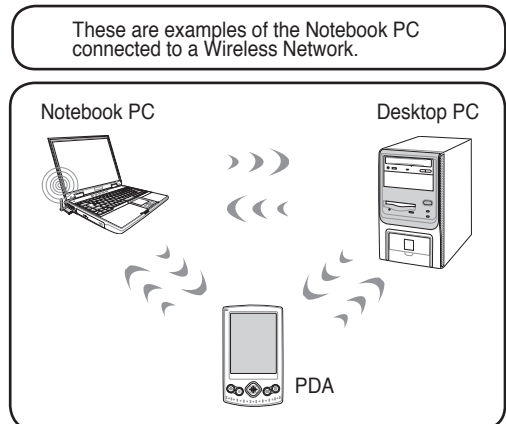 These are examples of the Notebook PC
connected to a Wireless Network.
Notebook PC
Desktop PC
PDA